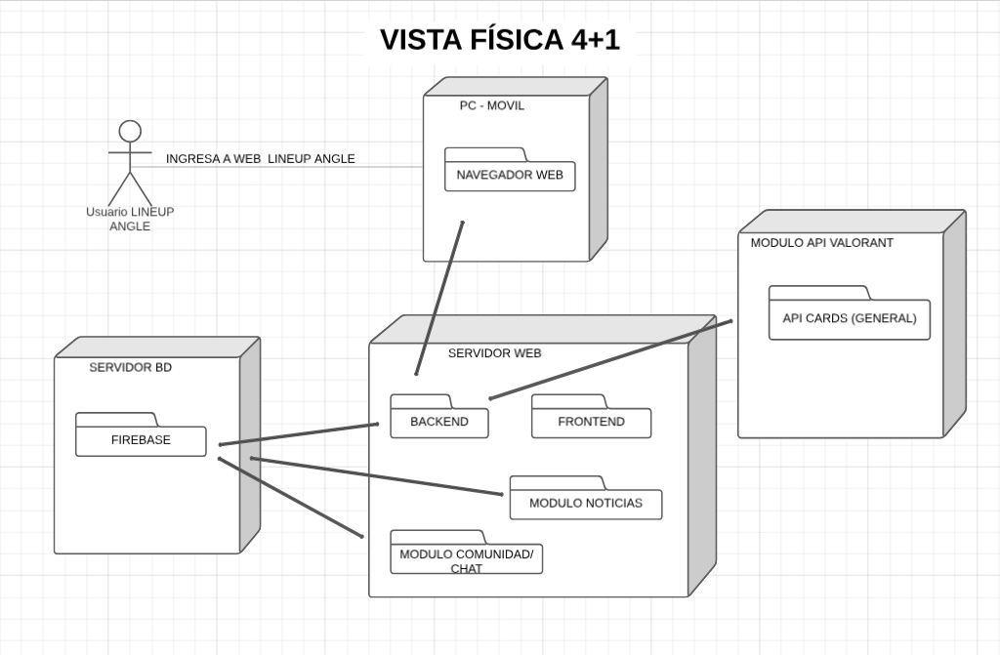 VISTA FÍSICA 4+1
PC - MOVIL
INGRESA A WEB  LINEUP ANGLE
NAVEGADOR WEB
Usuario LINEUP
ANGLE
MODULO API VALORANT
API CARDS (GENERAL)
SERVIDOR BD
FIREBASE
SERVIDOR WEB
BACKEND
FRONTEND
MODULO NOTICIAS
MODULO COMUNIDAD/
CHAT